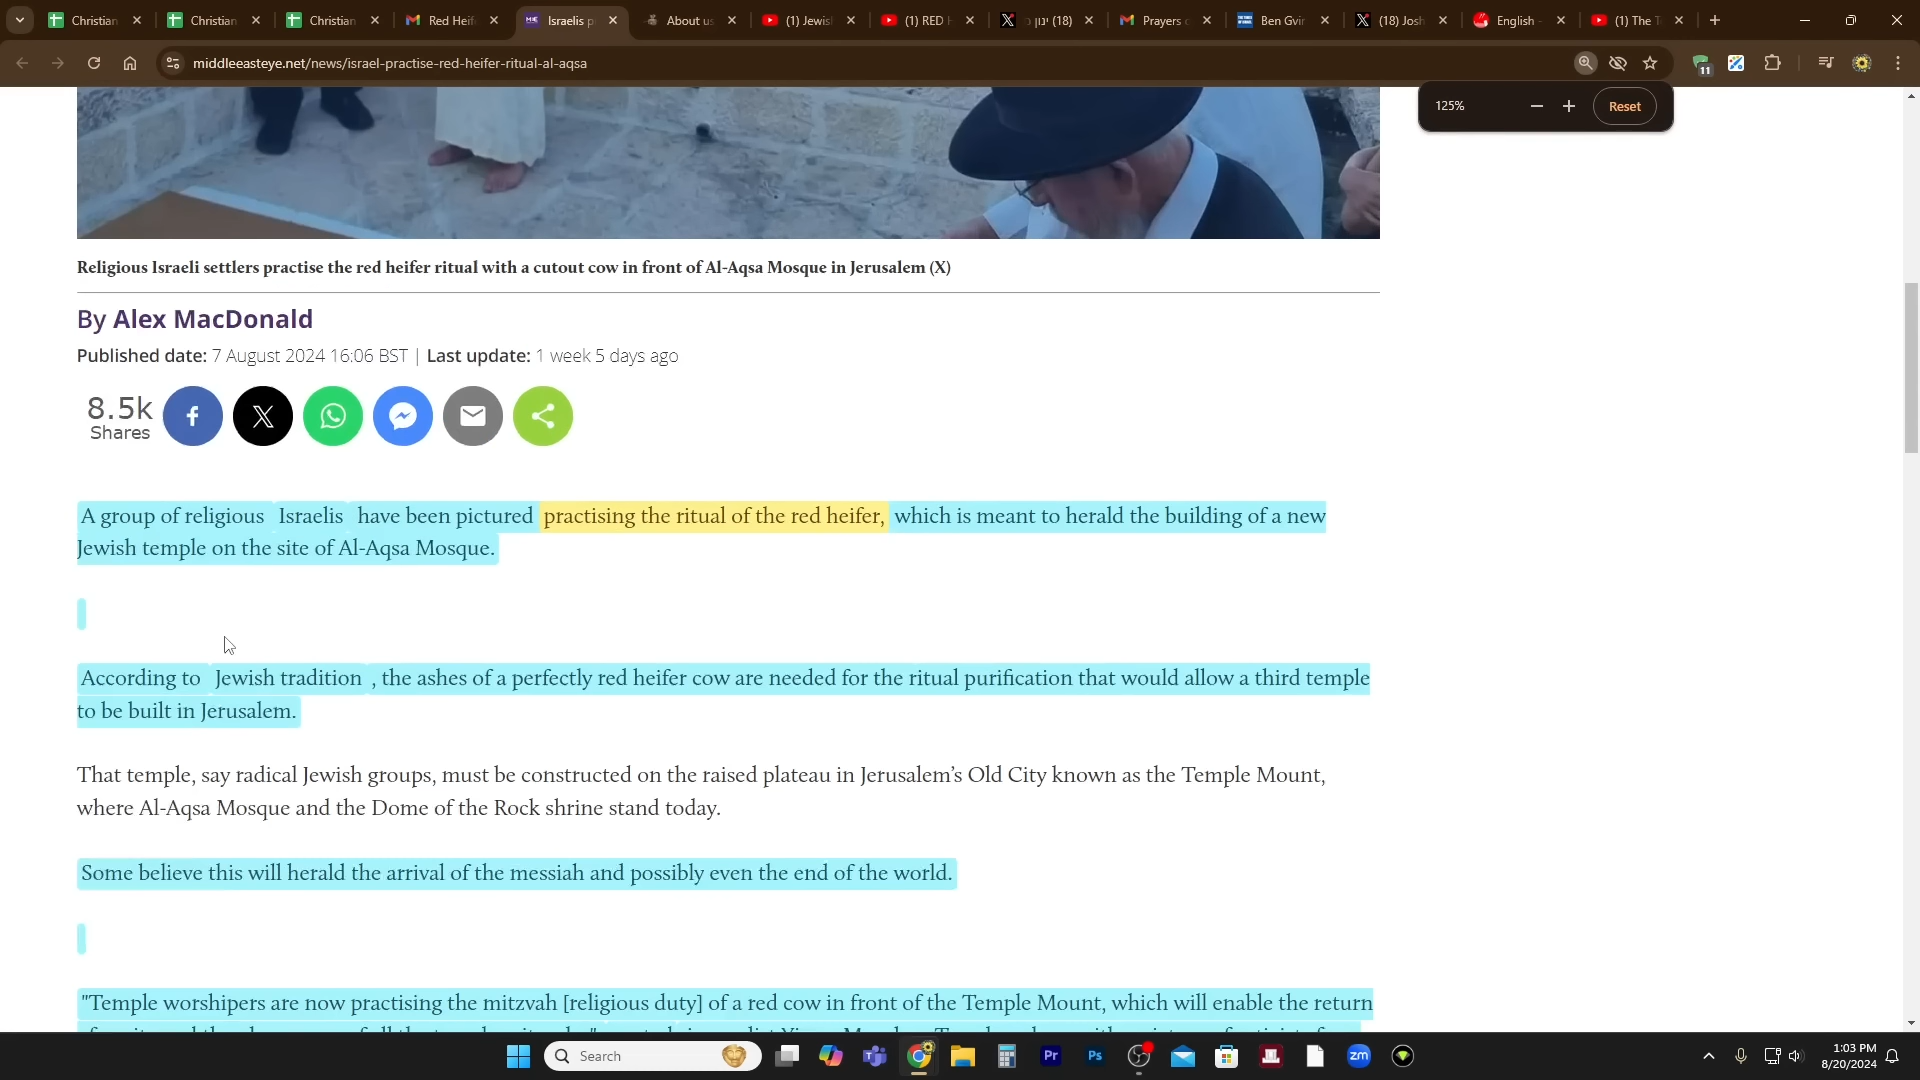 Christian
Christian
Christian
Red Heife
Israelis p
About us
(1) Jewis
(1) RED H
(18) ינון מ
Prayers o
Ben Gvir
(18) Josh
English -
(1) The T
middleeasteye.net/news/israel-practise-red-heifer-ritual-al-aqsa
11
125%
Reset
Religious Israeli settlers practise the red heifer ritual with a cutout cow in front of Al-Aqsa Mosque in Jerusalem (X)
By Alex MacDonald
Published date: 7 August 2024 16:06 BST | Last update: 1 week 5 days ago
8.5k
Shares
A group of religious Israelis have been pictured practising the ritual of the red heifer, which is meant to herald the building of a new
Jewish temple on the site of Al-Aqsa Mosque.
According to Jewish tradition , the ashes of a perfectly red heifer cow are needed for the ritual purification that would allow a third temple
to be built in Jerusalem.
That temple, say radical Jewish groups, must be constructed on the raised plateau in Jerusalem’s Old City known as the Temple Mount,
where Al-Aqsa Mosque and the Dome of the Rock shrine stand today.
Some believe this will herald the arrival of the messiah and possibly even the end of the world.
"Temple worshipers are now practising the mitzvah [religious duty] of a red cow in front of the Temple Mount, which will enable the return
Search
Pr
Ps
zm
1:03 PM
8/20/2024